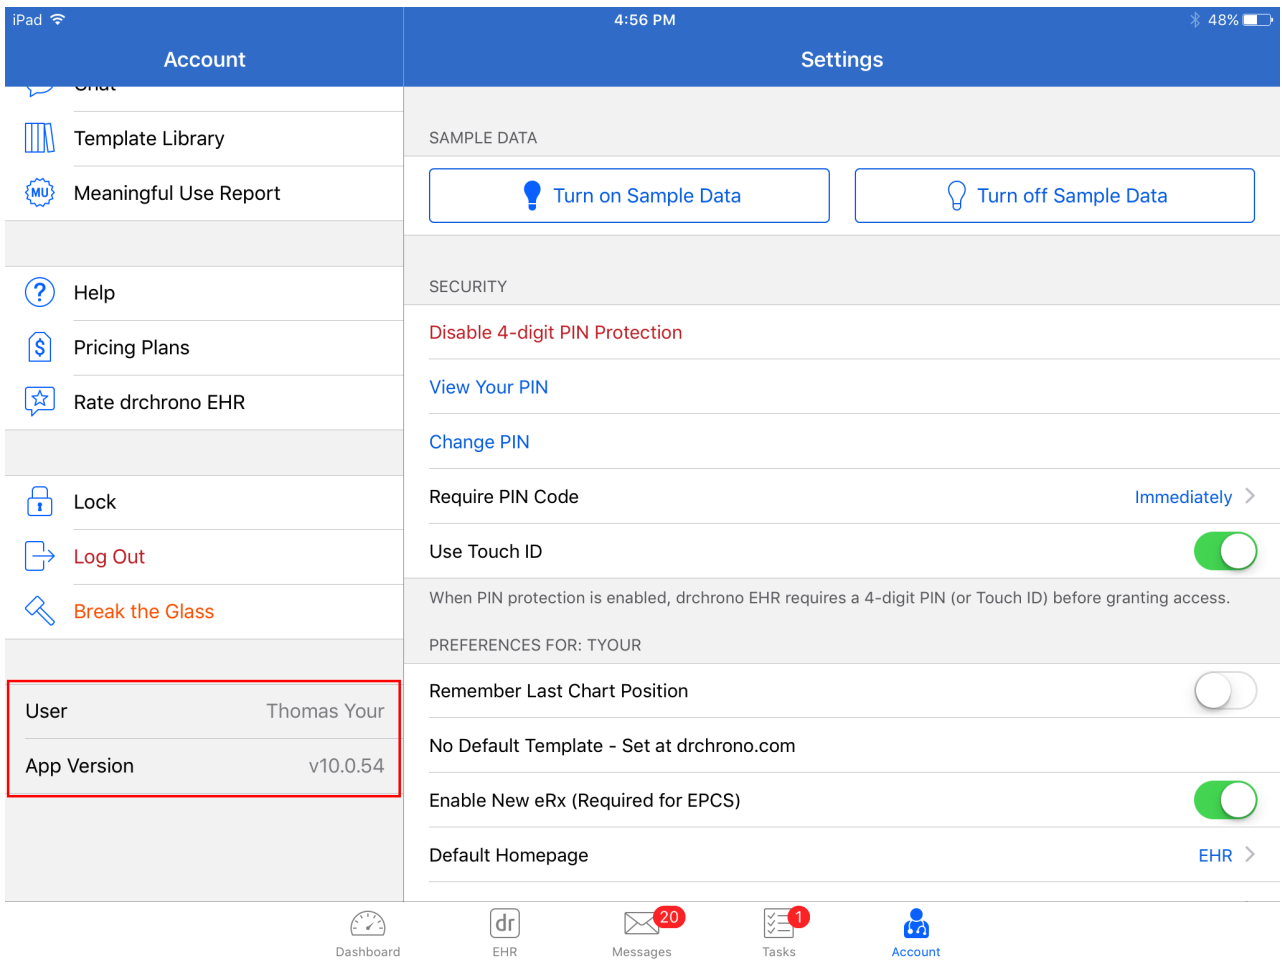 iPad 4:56 PM 48%
Account
Settings
Chat
Template Library
MU Meaningful Use Report
? Help
$ Pricing Plans
Rate drchrono EHR
Lock
Log Out
Break the Glass
User Thomas Your
App Version v10.0.54
SAMPLE DATA
Turn on Sample Data Turn off Sample Data
SECURITY
Disable 4-digit PIN Protection
View Your PIN
Change PIN
Require PIN Code Immediately
Use Touch ID
When PIN protection is enabled, drchrono EHR requires a 4-digit PIN (or Touch ID) before granting access.
PREFERENCES FOR: TYOUR
Remember Last Chart Position
No Default Template - Set at drchrono.com
Enable New eRx (Required for EPCS)
Default Homepage EHR
dr 20 1
Dashboard EHR Messages Tasks Account